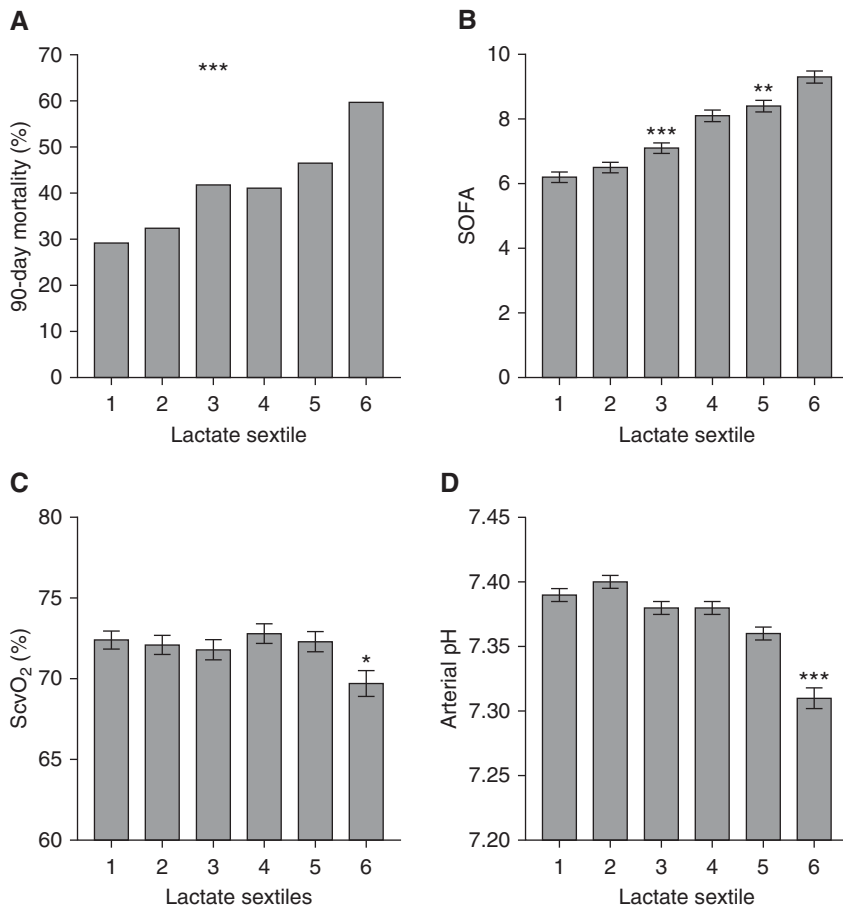 A
90-day mortality (%)
70
60
50
40
30
20
10
0
***
1 2 3 4 5 6
Lactate sextile
B
SOFA
10
8
6
4
2
0
***
**
1 2 3 4 5 6
Lactate sextile
C
ScvO₂ (%)
80
75
70
65
60
*
1 2 3 4 5 6
Lactate sextiles
D
Arterial pH
7.45
7.40
7.35
7.30
7.25
7.20
***
1 2 3 4 5 6
Lactate sextile